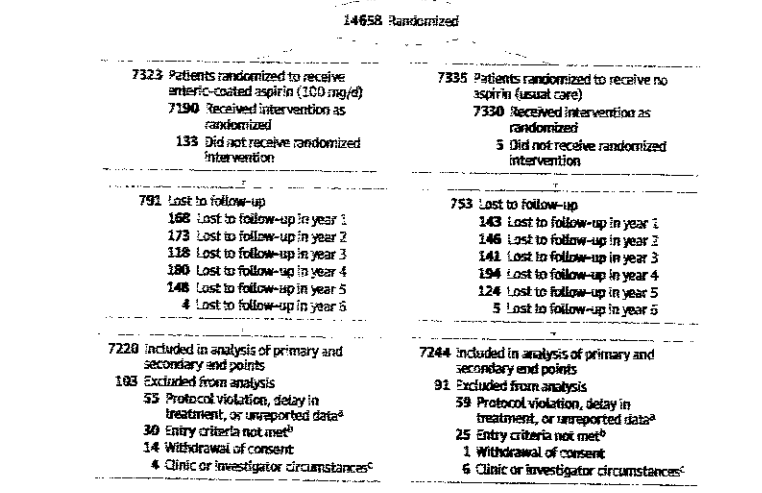 14658 Randomized
7323 Patients randomized to receive
enteric-coated aspirin (100 mg/d)
7190 Received intervention as
randomized
133 Did not receive randomized
intervention
791 Lost to follow-up
168 Lost to follow-up in year 1
173 Lost to follow-up in year 2
118 Lost to follow-up in year 3
180 Lost to follow-up in year 4
148 Lost to follow-up in year 5
4 Lost to follow-up in year 6
7220 Included in analysis of primary and
secondary end points
103 Excluded from analysis
55 Protocol violation, delay in
treatment, or unreported dataᵃ
30 Entry criteria not metᵇ
14 Withdrawal of consent
4 Clinic or investigator circumstancesᶜ
7335 Patients randomized to receive no
aspirin (usual care)
7330 Received intervention as
randomized
5 Did not receive randomized
intervention
753 Lost to follow-up
143 Lost to follow-up in year 1
146 Lost to follow-up in year 2
141 Lost to follow-up in year 3
194 Lost to follow-up in year 4
124 Lost to follow-up in year 5
5 Lost to follow-up in year 6
7244 Included in analysis of primary and
secondary end points
91 Excluded from analysis
59 Protocol violation, delay in
treatment, or unreported dataᵃ
25 Entry criteria not metᵇ
1 Withdrawal of consent
6 Clinic or investigator circumstancesᶜ